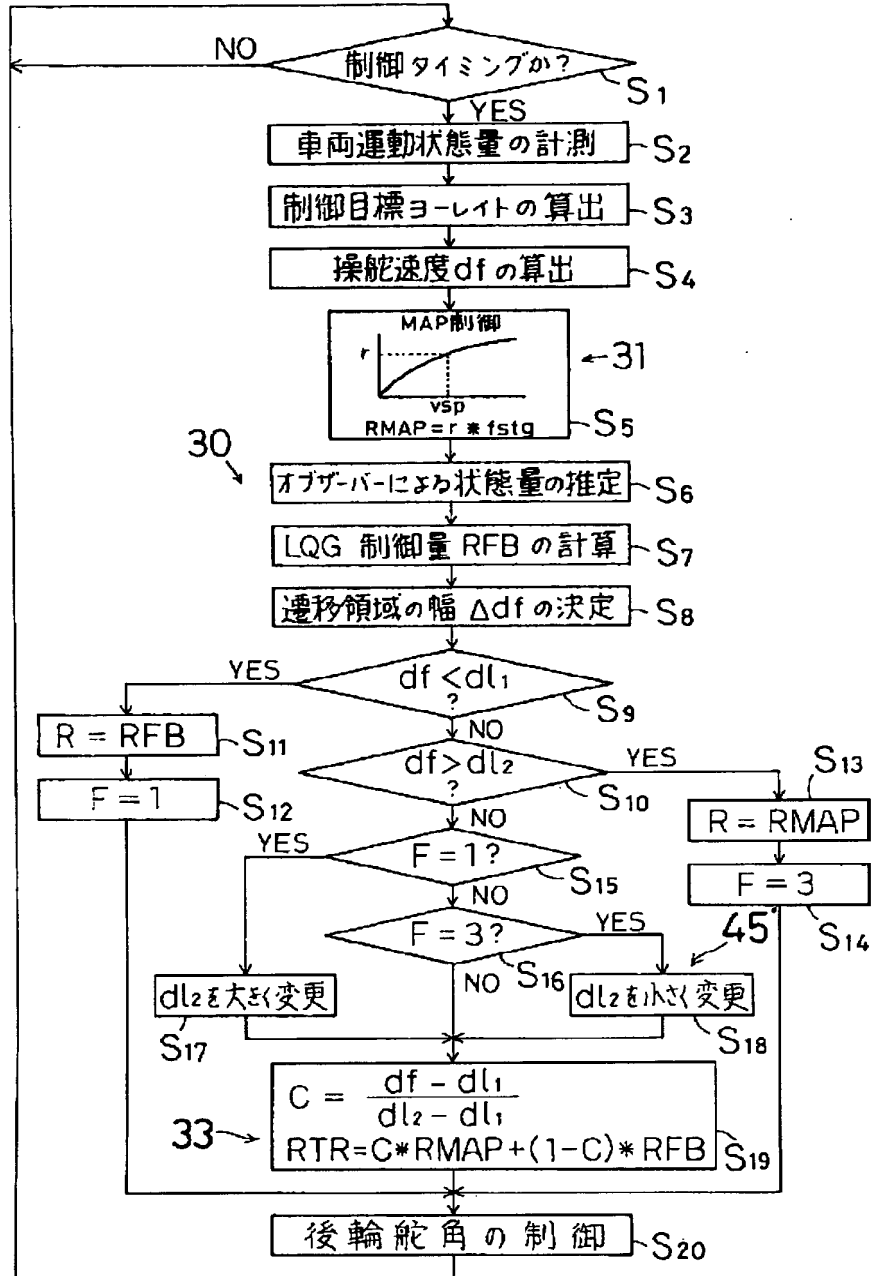 NO
制御タイミングか?
S1
YES
車両運動状態量の計測
S2
制御目標ヨーレイトの算出
S3
操舵速度dfの算出
S4
MAP制御
r
vsp
RMAP=r*fstg
31
S5
30
オブザーバーによる状態量の推定
S6
LQG 制御量 RFB の計算
S7
遷移領域の幅 Δdfの決定
S8
YES
df<dl1
?
S9
NO
R=RFB
S11
F=1
S12
df>dl2
?
S10
YES
S13
R=RMAP
F=3
S14
NO
YES
F=1?
S15
NO
F=3?
S16
YES
45'
NO
dl2を大きく変更
S17
dl2を小さく変更
S18
C = df-dl1
dl2-dl1
RTR=C*RMAP+(1-C)*RFB
33
S19
後輪舵角の制御
S20